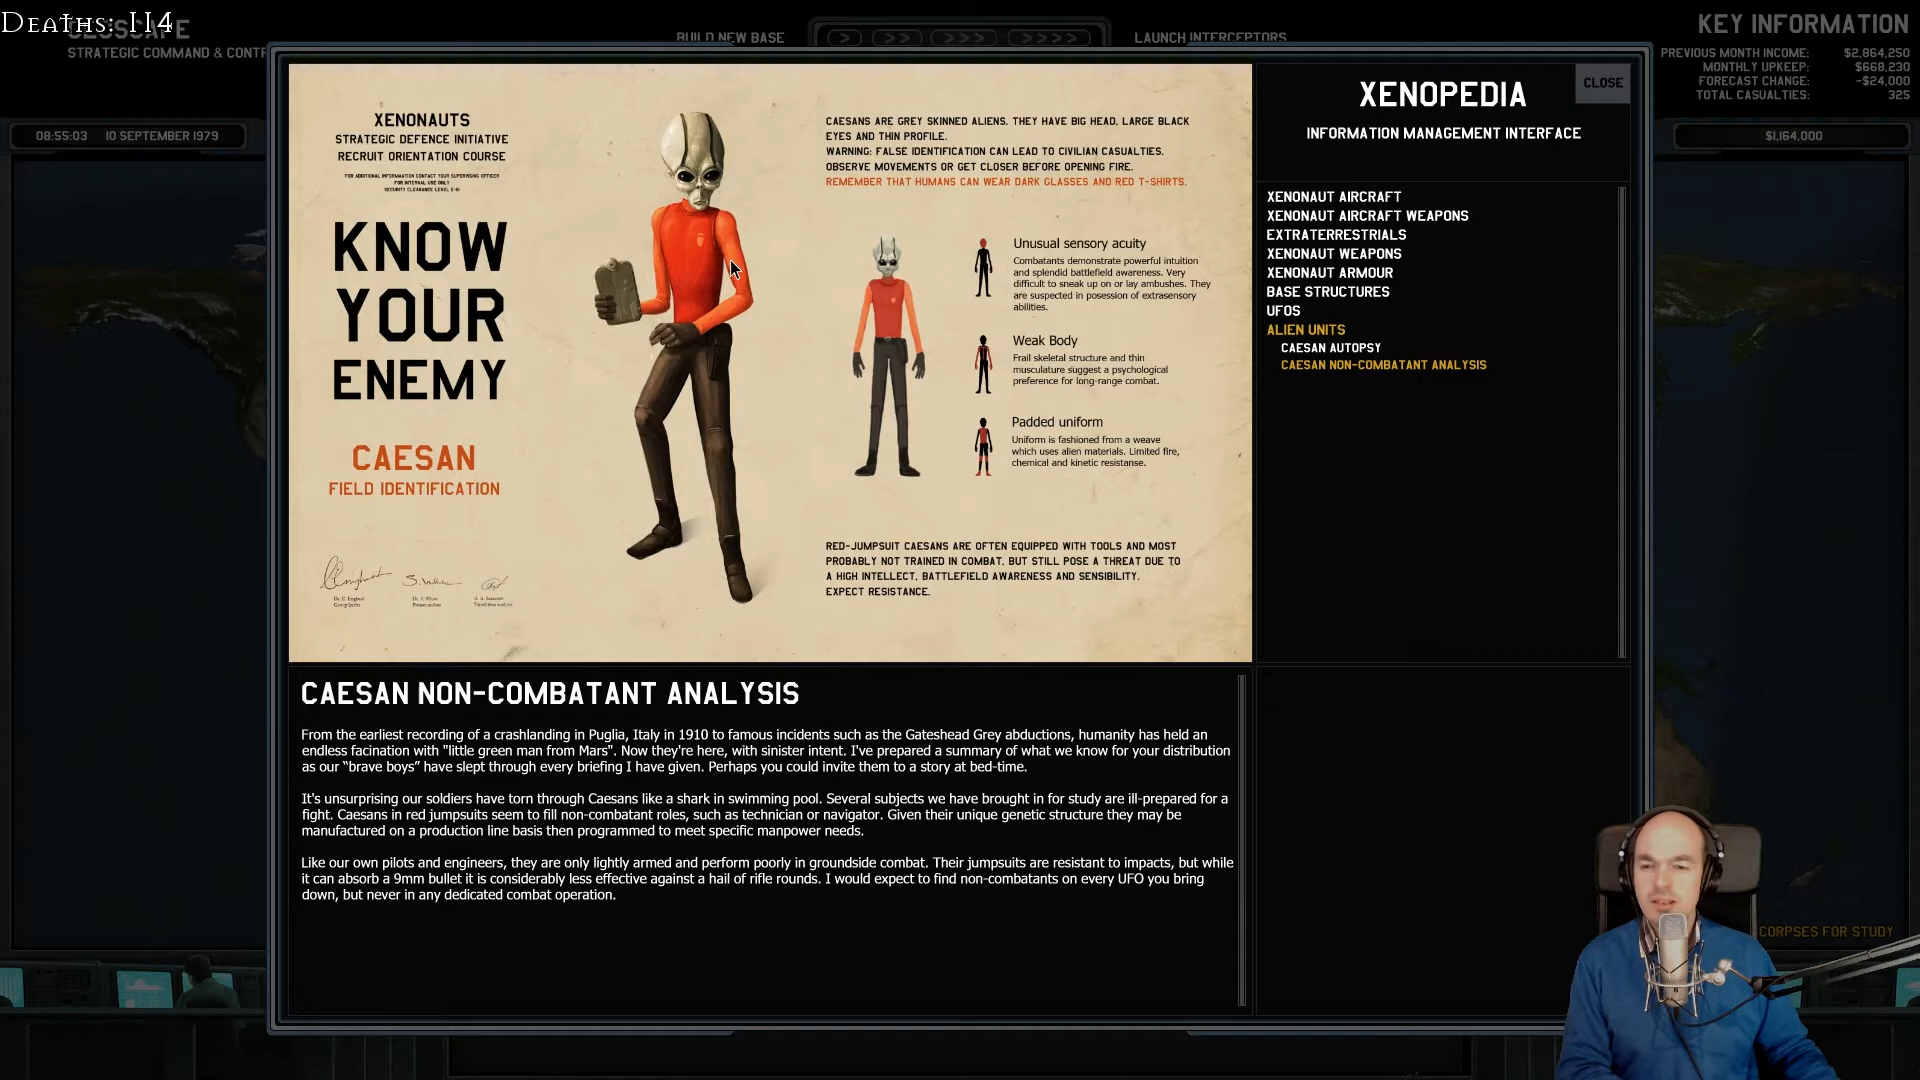 DEATHS: 114
STRATEGIC COMMAND & CONTR
BUILD NEW BASE
LAUNCH INTERCEPTORS
KEY INFORMATION
PREVIOUS MONTH INCOME: $2,864,250
MONTHLY UPKEEP: $668,230
FORECAST CHANGE: -$24,000
TOTAL CASUALTIES: 325
08:55:03 10 SEPTEMBER 1979
$1,164,000
XENONAUTS
STRATEGIC DEFENCE INITIATIVE
RECRUIT ORIENTATION COURSE
FOR ADDITIONAL INFORMATION CONTACT YOUR SUPERVISING OFFICER
FOR INTERNAL USE ONLY
KNOW
YOUR
ENEMY
CAESAN
FIELD IDENTIFICATION
Dr. C. England
Dr. S. White
CAESANS ARE GREY SKINNED ALIENS. THEY HAVE BIG HEAD, LARGE BLACK
EYES AND THIN PROFILE.
WARNING: FALSE IDENTIFICATION CAN LEAD TO CIVILIAN CASUALTIES.
OBSERVE MOVEMENTS OR GET CLOSER BEFORE OPENING FIRE.
REMEMBER THAT HUMANS CAN WEAR DARK GLASSES AND RED T-SHIRTS.
Unusual sensory acuity
Combatants demonstrate powerful intuition
and splendid battlefield awareness. Very
difficult to sneak up on or lay ambushes. They
are suspected in posession of extrasensory
abilities.
Weak Body
Frail skeletal structure and thin
musculature suggest a psychological
preference for long-range combat.
Padded uniform
Uniform is fashioned from a weave
which uses alien materials. Limited fire,
chemical and kinetic resistanse.
RED-JUMPSUIT CAESANS ARE OFTEN EQUIPPED WITH TOOLS AND MOST
PROBABLY NOT TRAINED IN COMBAT, BUT STILL POSE A THREAT DUE TO
A HIGH INTELLECT, BATTLEFIELD AWARENESS AND SENSIBILITY.
EXPECT RESISTANCE.
XENOPEDIA
CLOSE
INFORMATION MANAGEMENT INTERFACE
XENONAUT AIRCRAFT
XENONAUT AIRCRAFT WEAPONS
EXTRATERRESTRIALS
XENONAUT WEAPONS
XENONAUT ARMOUR
BASE STRUCTURES
UFOS
ALIEN UNITS
CAESAN AUTOPSY
CAESAN NON-COMBATANT ANALYSIS
CAESAN NON-COMBATANT ANALYSIS
From the earliest recording of a crashlanding in Puglia, Italy in 1910 to famous incidents such as the Gateshead Grey abductions, humanity has held an
endless facination with "little green man from Mars". Now they're here, with sinister intent. I've prepared a summary of what we know for your distribution
as our “brave boys” have slept through every briefing I have given. Perhaps you could invite them to a story at bed-time.
It's unsurprising our soldiers have torn through Caesans like a shark in swimming pool. Several subjects we have brought in for study are ill-prepared for a
fight. Caesans in red jumpsuits seem to fill non-combatant roles, such as technician or navigator. Given their unique genetic structure they may be
manufactured on a production line basis then programmed to meet specific manpower needs.
Like our own pilots and engineers, they are only lightly armed and perform poorly in groundside combat. Their jumpsuits are resistant to impacts, but while
it can absorb a 9mm bullet it is considerably less effective against a hail of rifle rounds. I would expect to find non-combatants on every UFO you bring
down, but never in any dedicated combat operation.
CORPSES FOR STUDY